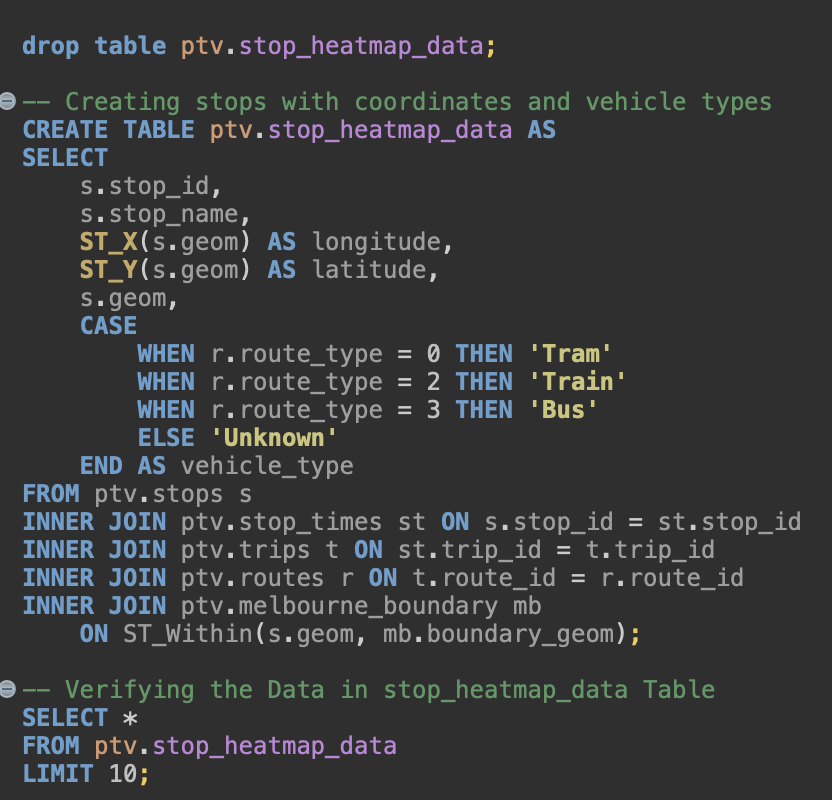 drop table ptv.stop_heatmap_data;
-- Creating stops with coordinates and vehicle types
CREATE TABLE ptv.stop_heatmap_data AS
SELECT
    s.stop_id,
    s.stop_name,
    ST_X(s.geom) AS longitude,
    ST_Y(s.geom) AS latitude,
    s.geom,
    CASE
        WHEN r.route_type = 0 THEN 'Tram'
        WHEN r.route_type = 2 THEN 'Train'
        WHEN r.route_type = 3 THEN 'Bus'
        ELSE 'Unknown'
    END AS vehicle_type
FROM ptv.stops s
INNER JOIN ptv.stop_times st ON s.stop_id = st.stop_id
INNER JOIN ptv.trips t ON st.trip_id = t.trip_id
INNER JOIN ptv.routes r ON t.route_id = r.route_id
INNER JOIN ptv.melbourne_boundary mb
    ON ST_Within(s.geom, mb.boundary_geom);
-- Verifying the Data in stop_heatmap_data Table
SELECT *
FROM ptv.stop_heatmap_data
LIMIT 10;